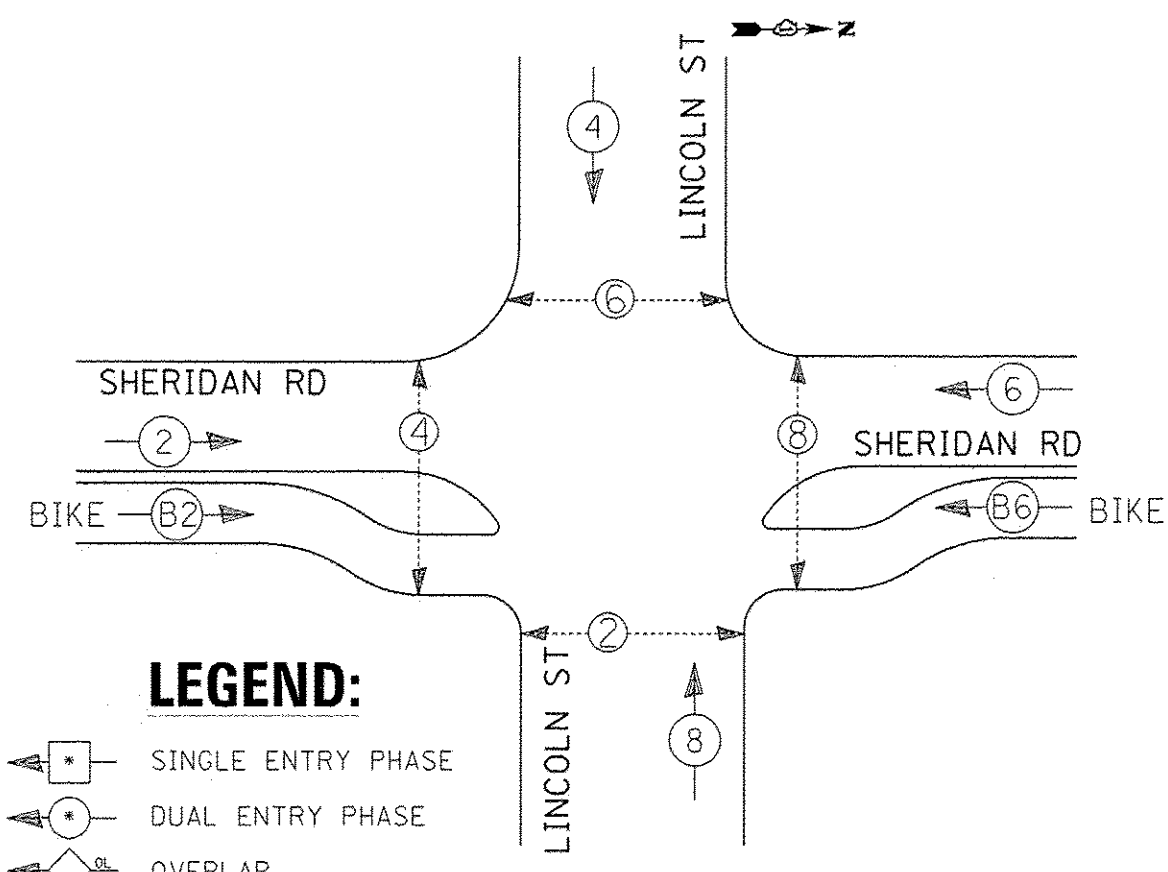 N
LINCOLN ST
4
6
SHERIDAN RD
6
2
4
8
SHERIDAN RD
BIKE
B2
B6
BIKE
2
LINCOLN ST
8
LEGEND:
* SINGLE ENTRY PHASE
* DUAL ENTRY PHASE
OL OVERLAP